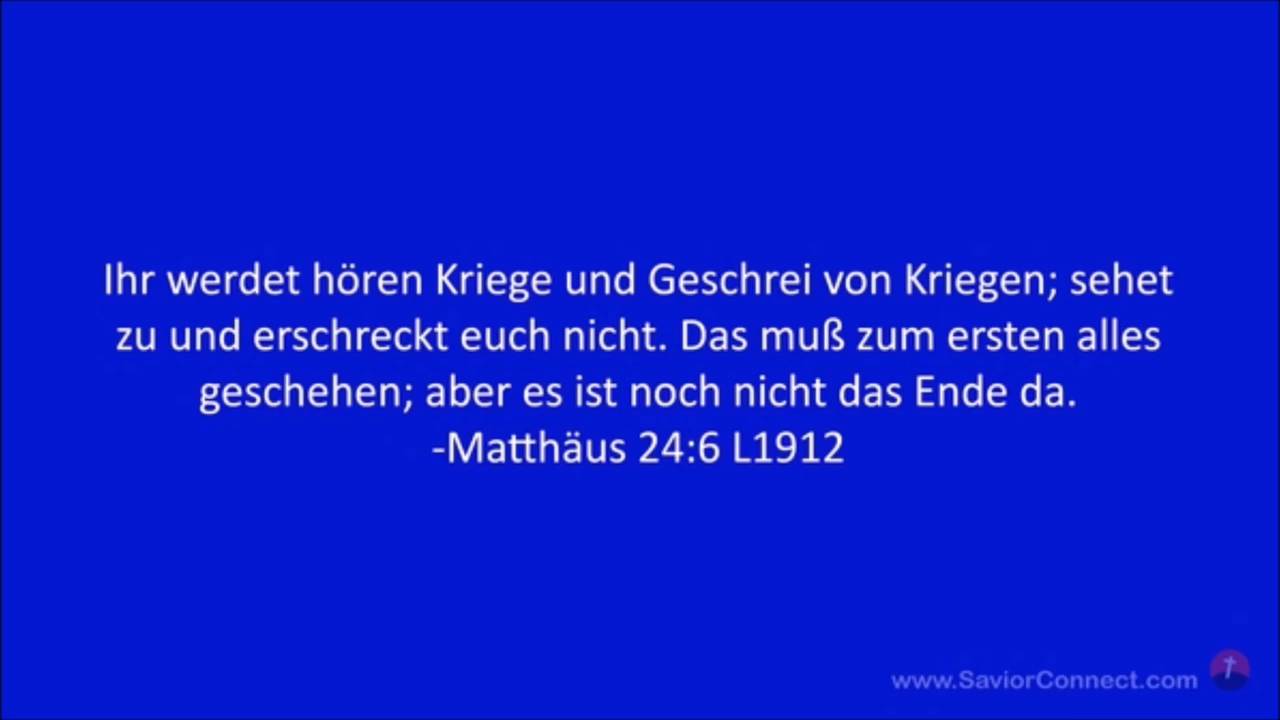 Ihr werdet hören Kriege und Geschrei von Kriegen; sehet
zu und erschreckt euch nicht. Das muß zum ersten alles
geschehen; aber es ist noch nicht das Ende da.
-Matthäus 24:6 L1912
www.SaviorConnect.com